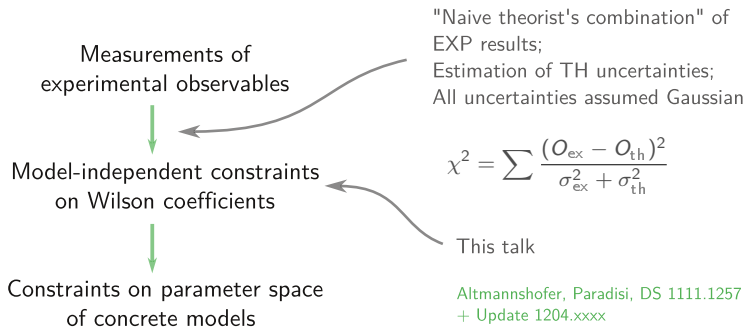 Measurements of
experimental observables
Model-independent constraints
on Wilson coefficients
Constraints on parameter space
of concrete models
"Naive theorist's combination" of
EXP results;
Estimation of TH uncertainties;
All uncertainties assumed Gaussian
χ² = ∑ (O_ex − O_th)² / (σ²_ex + σ²_th)
This talk
Altmannshofer, Paradisi, DS 1111.1257
+ Update 1204.xxxx